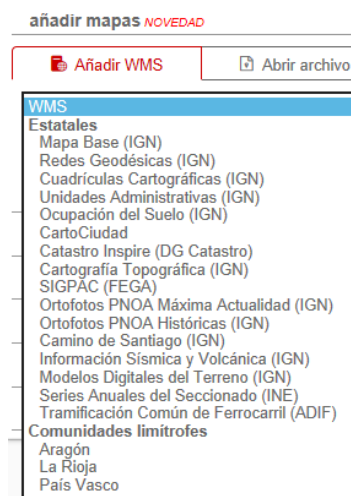 añadir mapas NOVEDAD
Añadir WMS
Abrir archivo
WMS
Estatales
Mapa Base (IGN)
Redes Geodésicas (IGN)
Cuadrículas Cartográficas (IGN)
Unidades Administrativas (IGN)
Ocupación del Suelo (IGN)
CartoCiudad
Catastro Inspire (DG Catastro)
Cartografía Topográfica (IGN)
SIGPAC (FEGA)
Ortofotos PNOA Máxima Actualidad (IGN)
Ortofotos PNOA Históricas (IGN)
Camino de Santiago (IGN)
Información Sísmica y Volcánica (IGN)
Modelos Digitales del Terreno (IGN)
Series Anuales del Seccionado (INE)
Tramificación Común de Ferrocarril (ADIF)
Comunidades limítrofes
Aragón
La Rioja
País Vasco